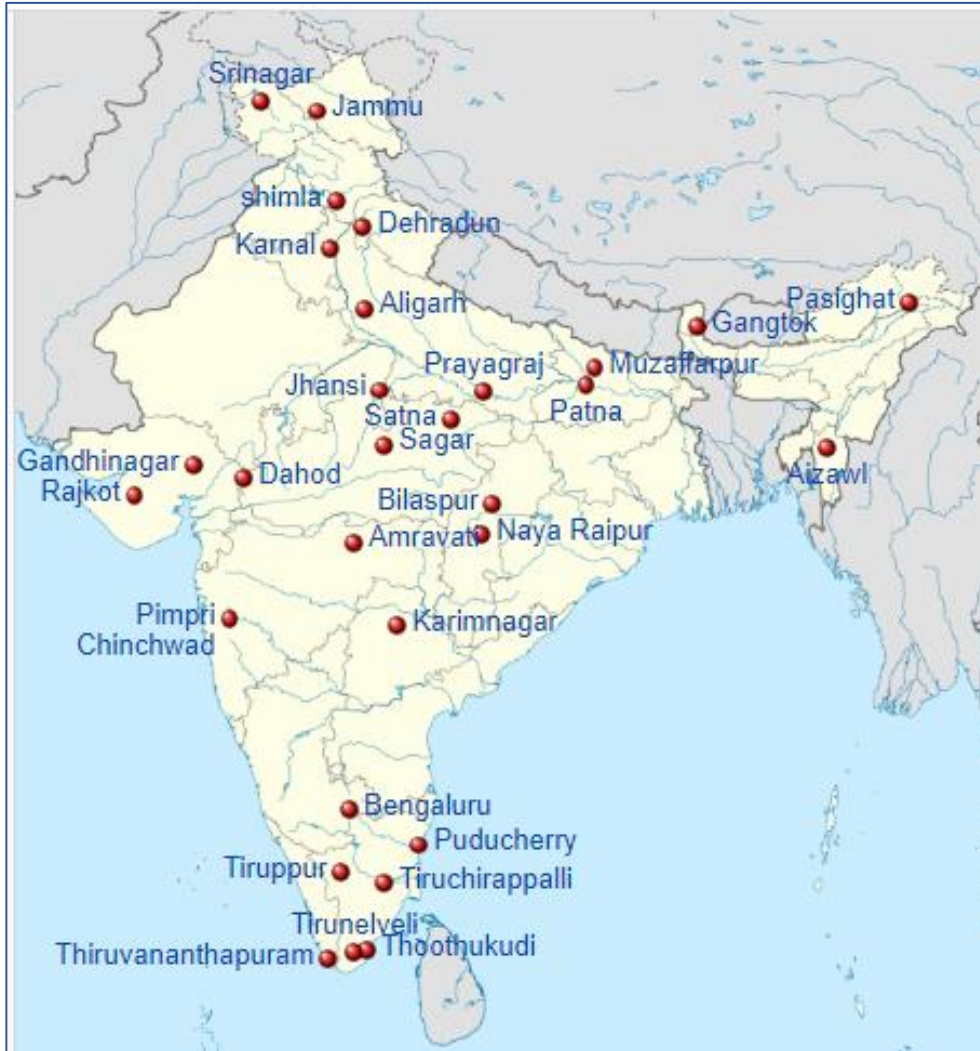 Srinagar
Jammu
shimla
Dehradun
Karnal
Aligarh
Pasighat
Gangtok
Prayagraj
Muzaffarpur
Jhansi
Patna
Satna
Sagar
Gandhinagar
Dahod
Rajkot
Aizawl
Bilaspur
Naya Raipur
Amravati
Pimpri
Chinchwad
Karimnagar
Bengaluru
Puducherry
Tiruppur
Tiruchirappalli
Tirunelveli
Thoothukudi
Thiruvananthapuram